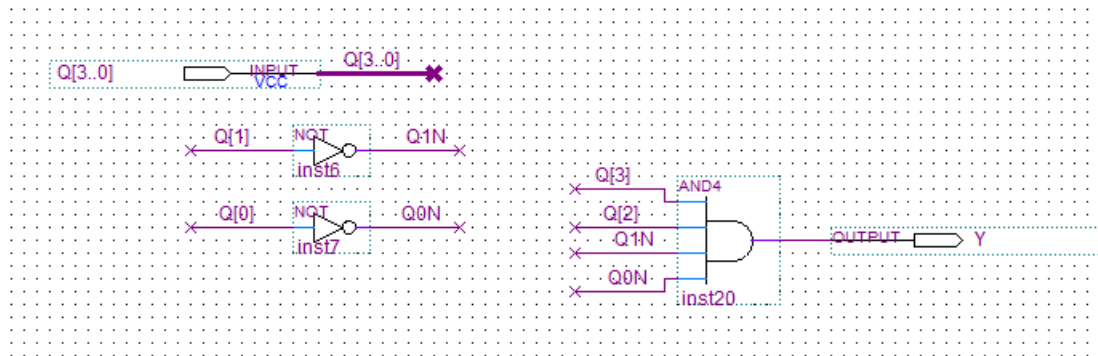 Q[3..0] INPUT Q[3..0]
VCC
Q[1] NOT Q1N
inst6
Q[0] NOT Q0N
inst7
Q[3] AND4
Q[2]
Q1N OUTPUT Y
Q0N
inst20